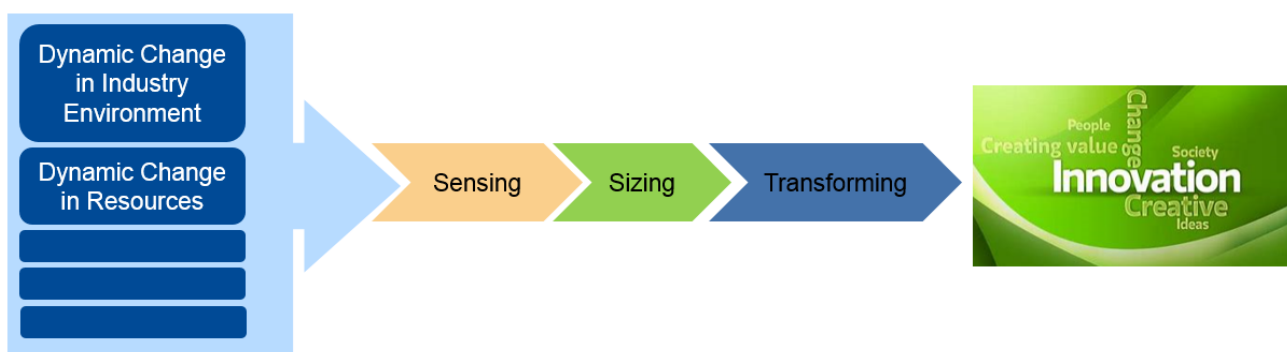 Dynamic Change
in Industry
Environment
Dynamic Change
in Resources
Sensing
Sizing
Transforming
People
Change
Creating value
Society
Innovation
Creative
Ideas